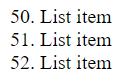 50. List item
51. List item
52. List item